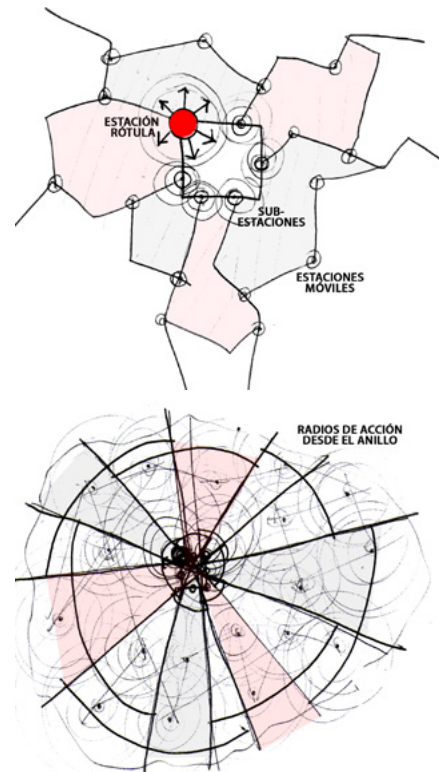 ESTACIÓN
RÓTULA
SUB-
ESTACIONES
ESTACIONES
MÓVILES
RADIOS DE ACCIÓN
DESDE EL ANILLO